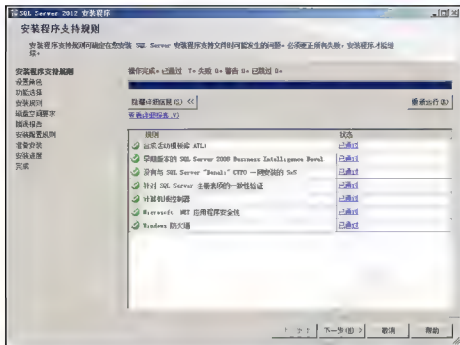 SQL Server 2012 安装程序
安装程序支持规则
安装程序支持规则可确定在您安装 SQL Server 安装程序支持文件时可能发生的问题。必须更正所有失败，安装程序才能继续。
安装程序支持规则
设置角色
功能选择
安装规则
磁盘空间要求
错误报告
安装配置规则
准备安装
安装进度
完成
操作完成。已通过 7。失败 0。警告 0。已跳过 0。
隐藏详细信息(S) <<
重新运行(R)
查看详细报表(V)
规则
状态
活动模板库 ATL)
已通过
早期版本的 SQL Server 2008 Business Intelligence Devel
已通过
没有与 SQL Server "Denali" CTP0 一同安装的 SxS
已通过
针对 SQL Server 注册表项的一致性验证
已通过
计算机域控制器
已通过
Microsoft .NET 应用程序安全性
已通过
Windows 防火墙
已通过
下一步(N) >
取消
帮助